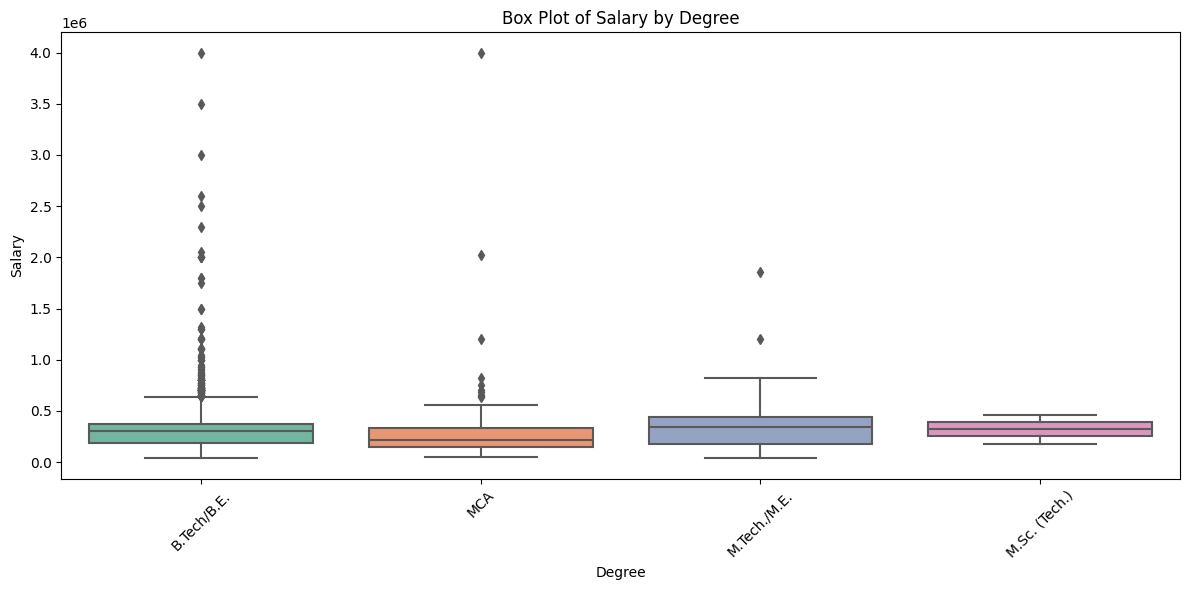 Box Plot of Salary by Degree
1e6
4.0
3.5
3.0
2.5
2.0
1.5
1.0
0.5
0.0
Salary
B.Tech/B.E.
MCA
M.Tech./M.E.
M.Sc. (Tech.)
Degree